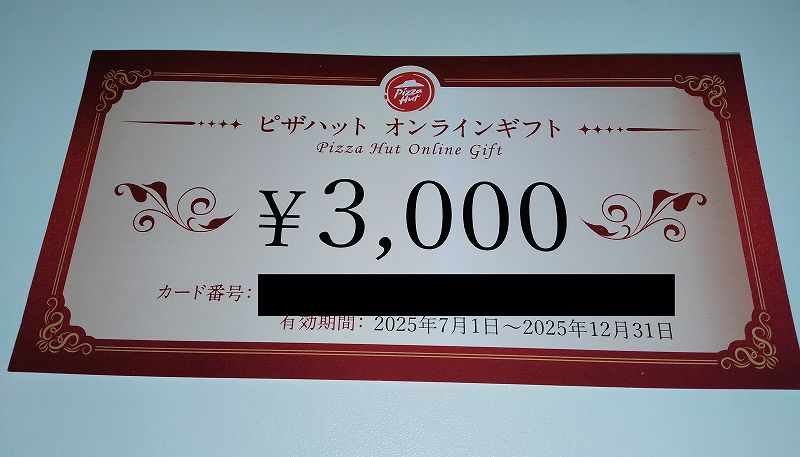 Pizza
Hut
ピザハット オンラインギフト
Pizza Hut Online Gift
¥3,000
カード番号:
有効期間: 2025年7月1日～2025年12月31日